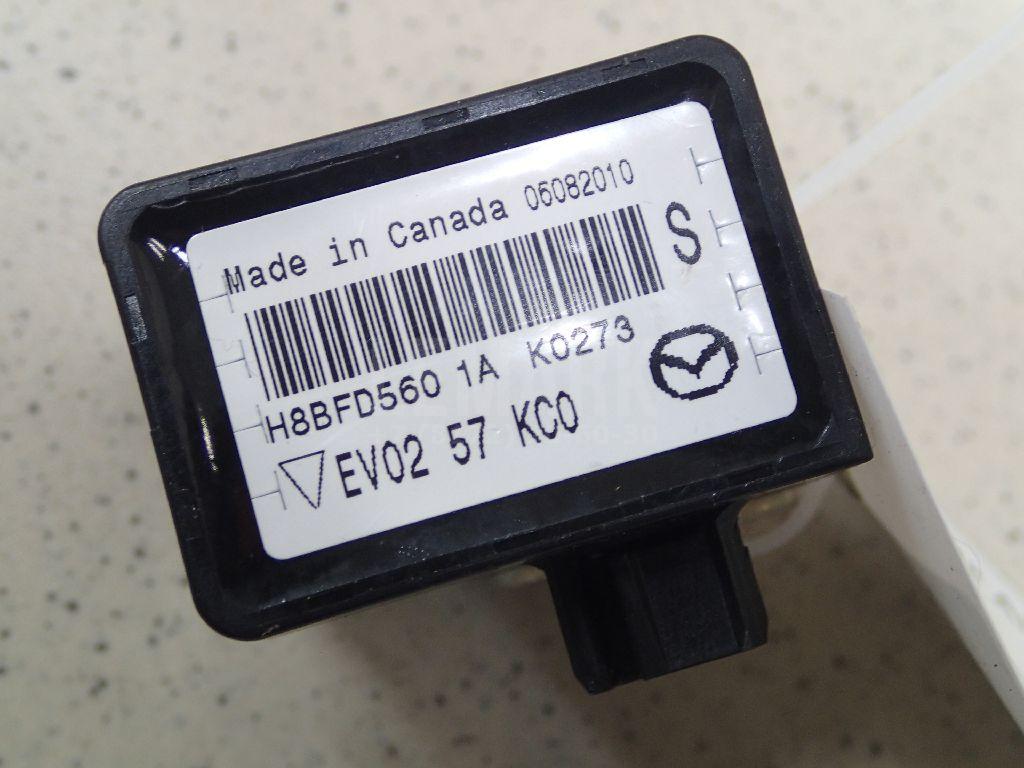 Made in Canada 06082010
S
H8BFD560 1A K0273
EV02 57 KC0